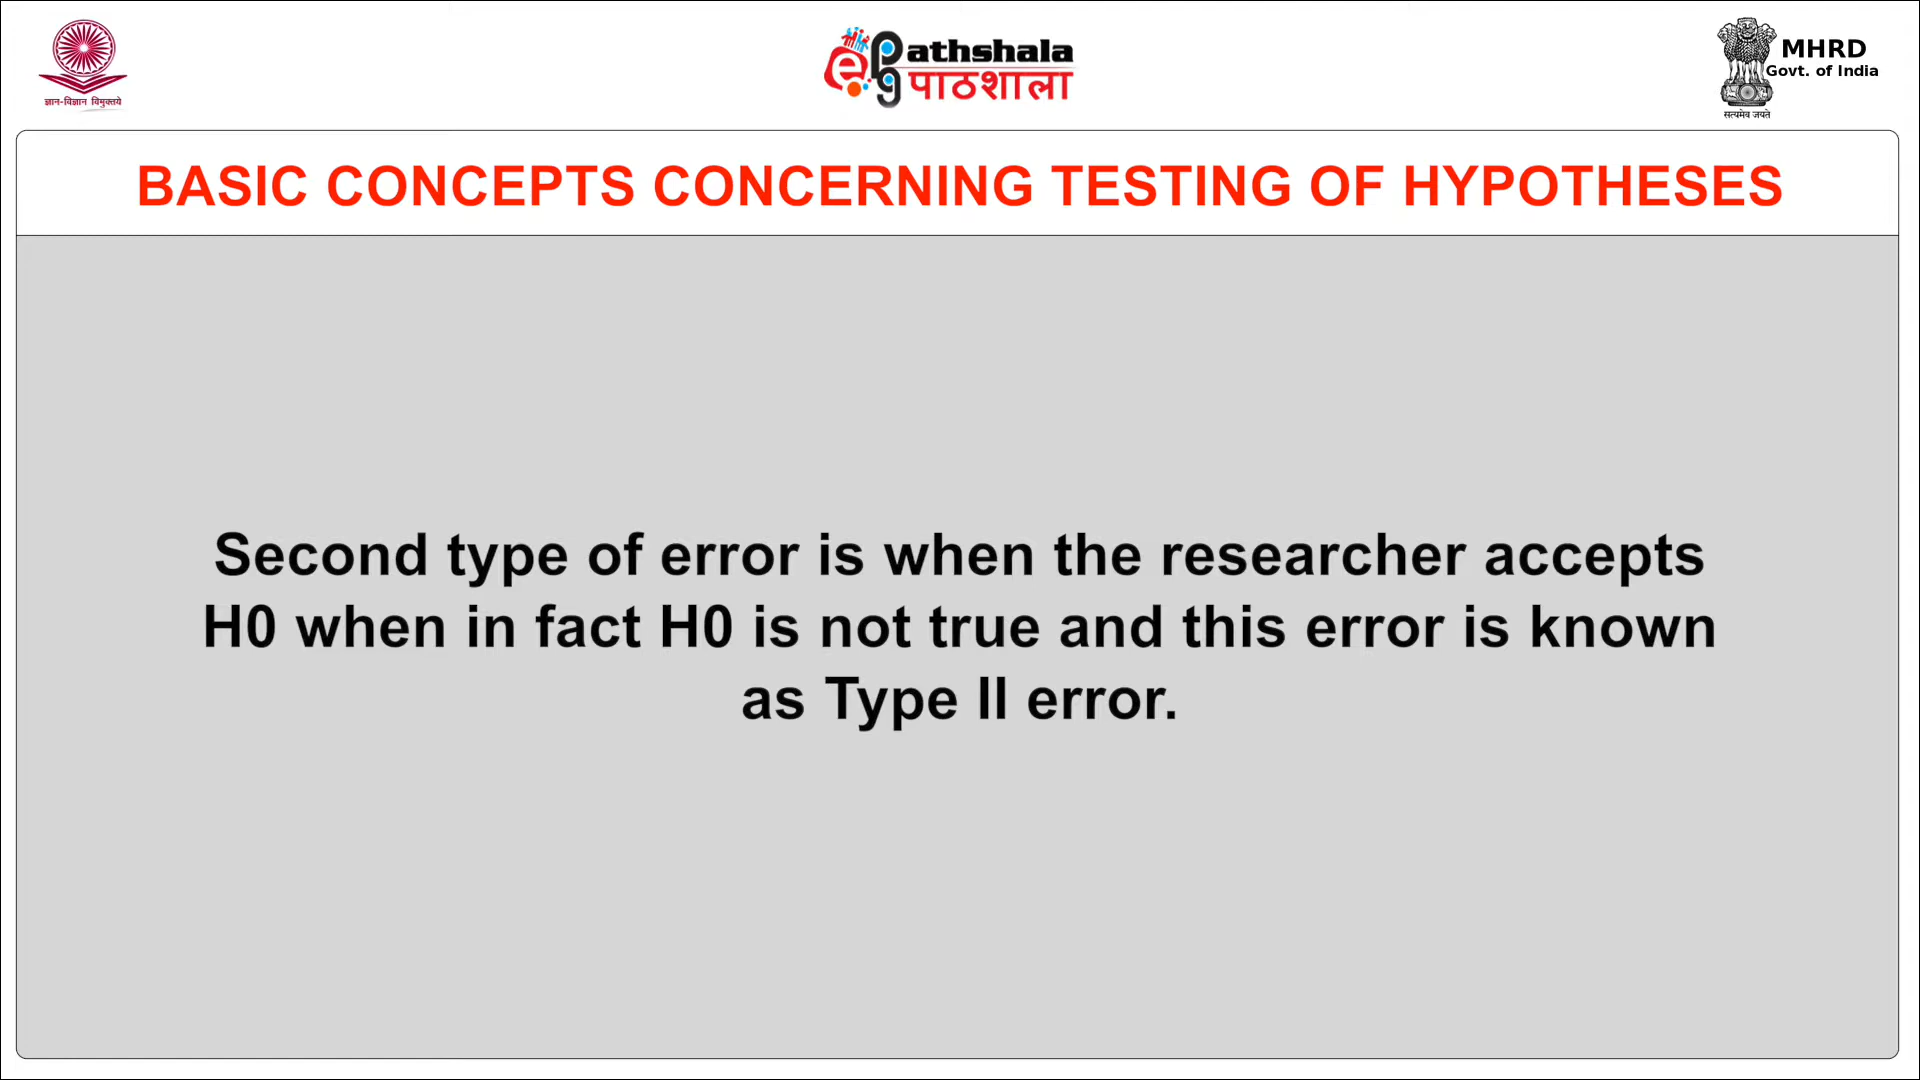 ज्ञान-विज्ञान विमुक्तये
ePG Pathshala
पाठशाला
MHRD
Govt. of India
सत्यमेव जयते
BASIC CONCEPTS CONCERNING TESTING OF HYPOTHESES
Second type of error is when the researcher accepts
H0 when in fact H0 is not true and this error is known
as Type II error.